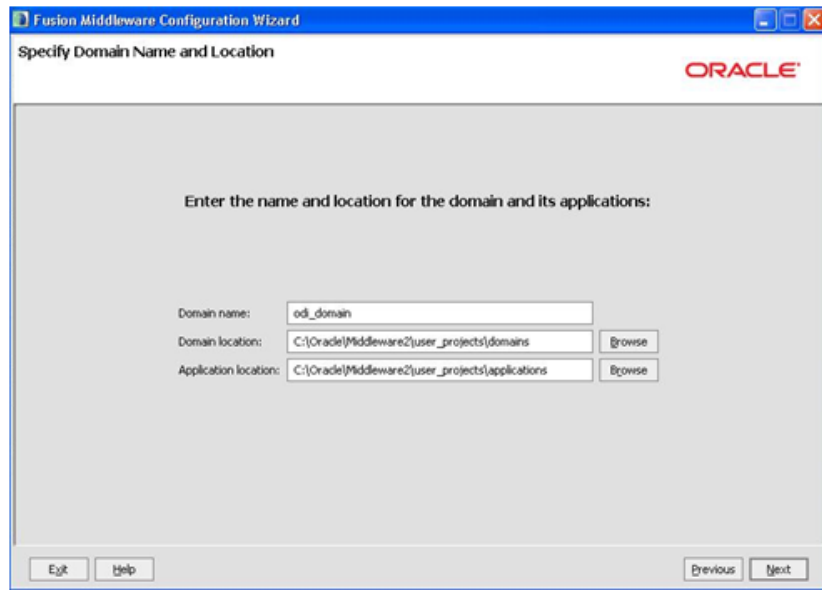 Fusion Middleware Configuration Wizard
Specify Domain Name and Location
ORACLE
Enter the name and location for the domain and its applications:
Domain name: odi_domain
Domain location: C:\Oracle\Middleware2\user_projects\domains Browse
Application location: C:\Oracle\Middleware2\user_projects\applications Browse
Exit Help Previous Next